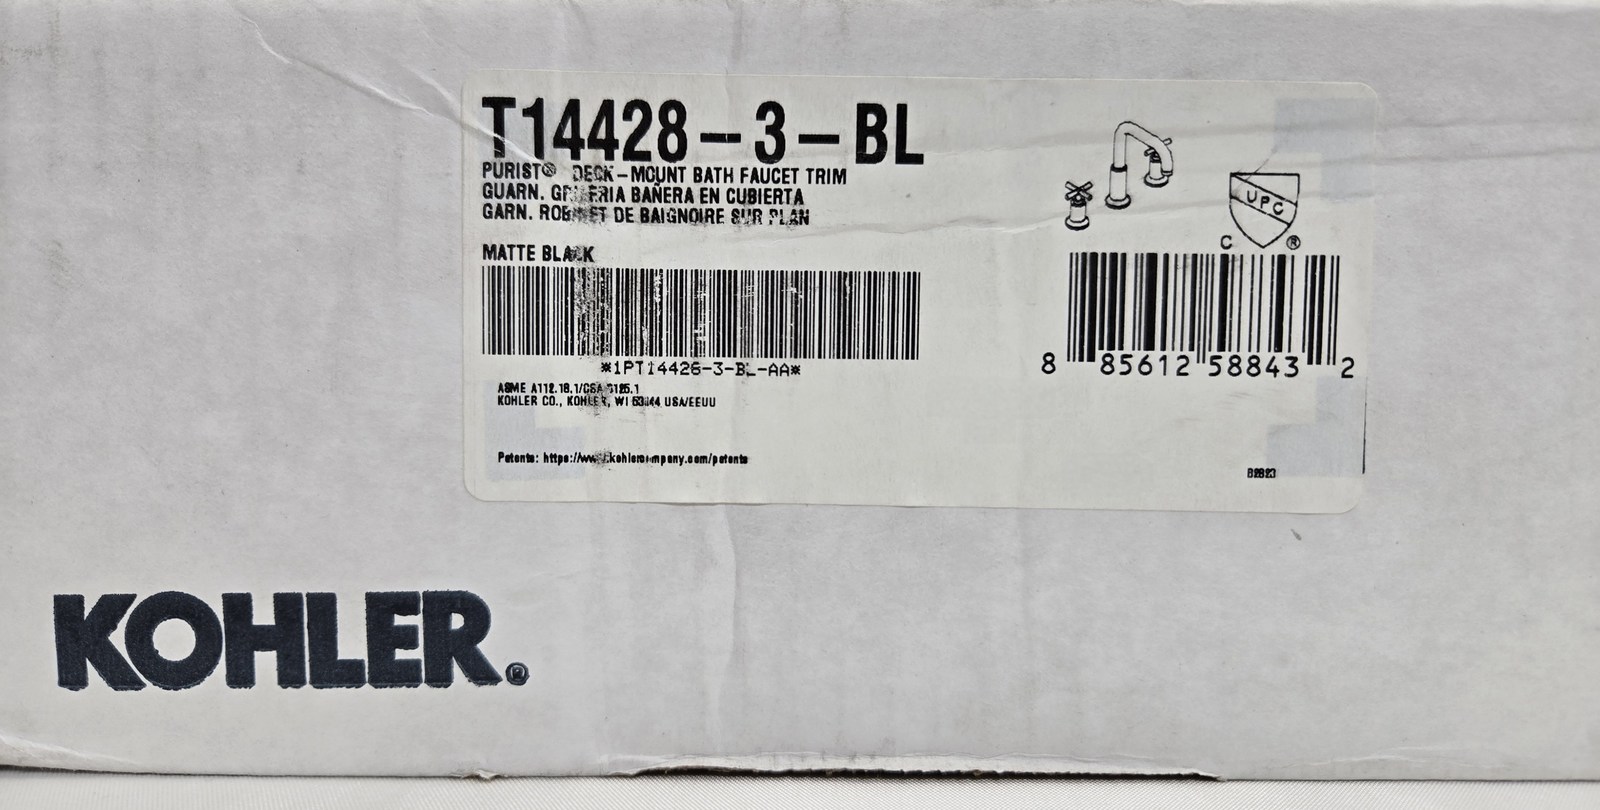 T14428-3-BL
PURIST® DECK-MOUNT BATH FAUCET TRIM
GUARN. GRIFERIA BAÑERA EN CUBIERTA
GARN. ROBINET DE BAIGNOIRE SUR PLAN
MATTE BLACK
*1PT14428-3-BL-AA*
ASME A112.18.1/CSA B125.1
KOHLER CO., KOHLER, WI 53044 USA/EEUU
Patents: https://www.kohlercompany.com/patents
UPC
C ®
8 85612 58843 2
KOHLER®